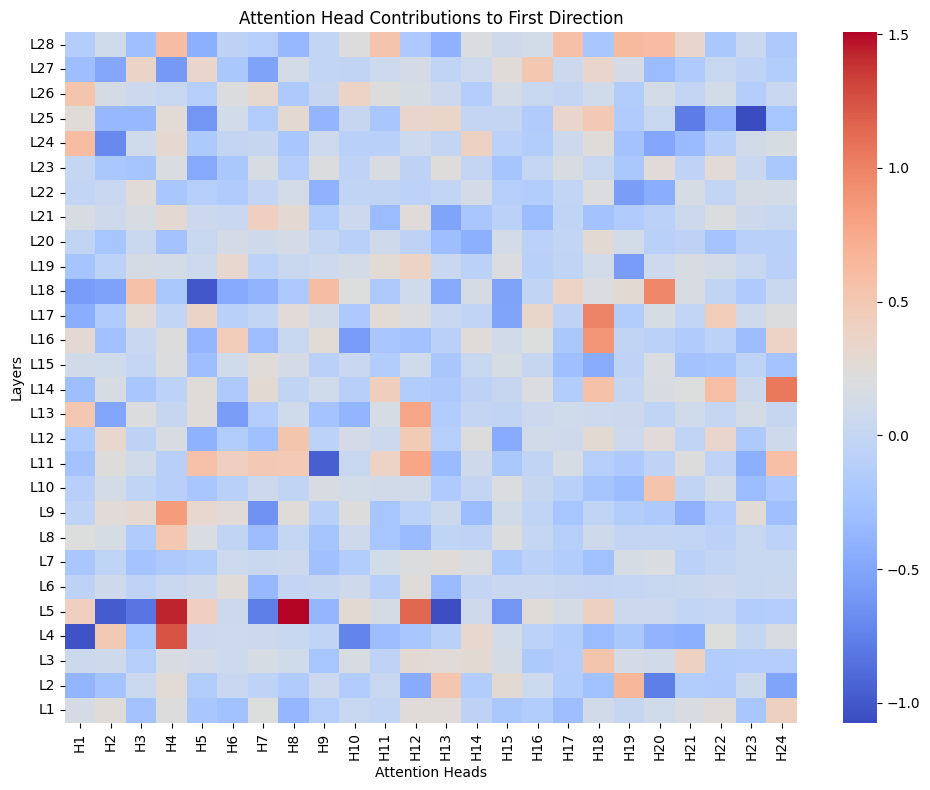 Attention Head Contributions to First Direction
Layers
L28
L27
L26
L25
L24
L23
L22
L21
L20
L19
L18
L17
L16
L15
L14
L13
L12
L11
L10
L9
L8
L7
L6
L5
L4
L3
L2
L1
H1 H2 H3 H4 H5 H6 H7 H8 H9 H10 H11 H12 H13 H14 H15 H16 H17 H18 H19 H20 H21 H22 H23 H24
Attention Heads
1.5
1.0
0.5
0.0
−0.5
−1.0